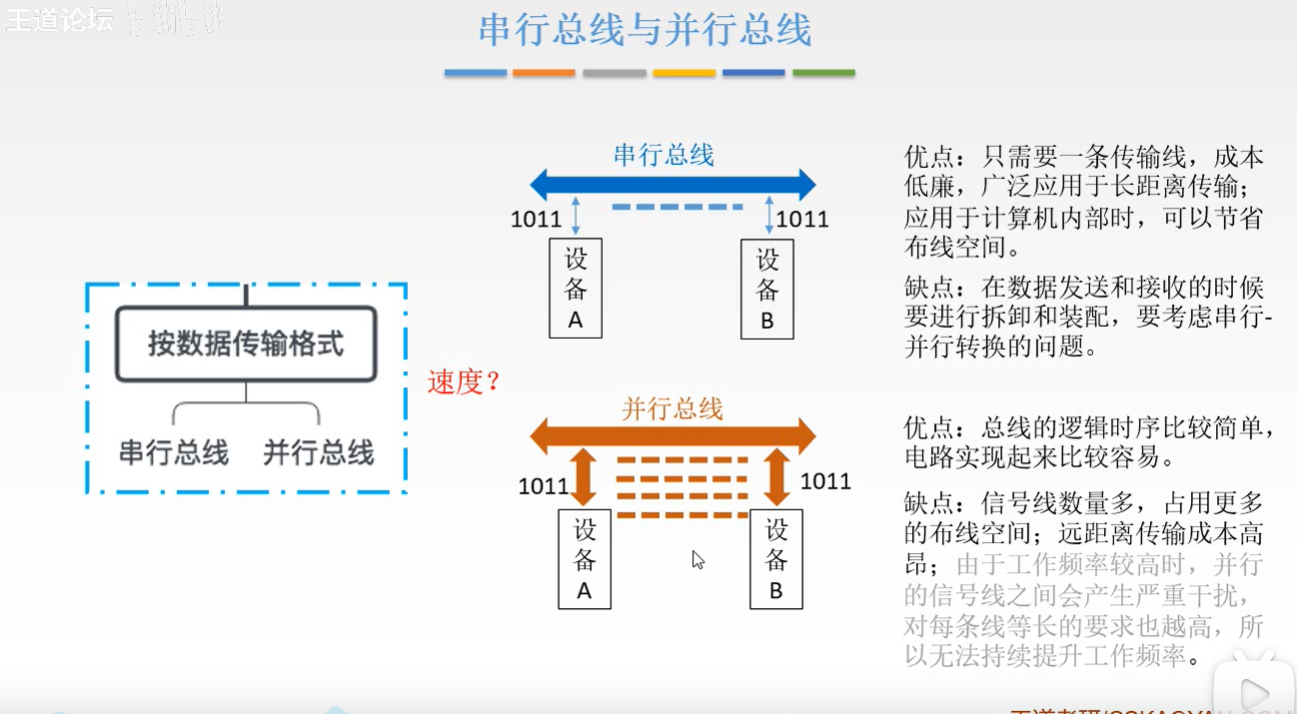 王道论坛
串行总线与并行总线
按数据传输格式
串行总线
并行总线
速度？
串行总线
1011
1011
设备A
设备B
优点：只需要一条传输线，成本
低廉，广泛应用于长距离传输；
应用于计算机内部时，可以节省
布线空间。
缺点：在数据发送和接收的时候
要进行拆卸和装配，要考虑串行-
并行转换的问题。
并行总线
1011
1011
设备A
设备B
优点：总线的逻辑时序比较简单，
电路实现起来比较容易。
缺点：信号线数量多，占用更多
的布线空间；远距离传输成本高
昂；由于工作频率较高时，并行
的信号线之间会产生严重干扰，
对每条线等长的要求也越高，所
以无法持续提升工作频率。